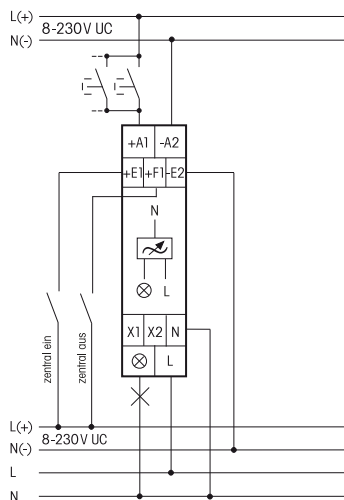 L(+)
8-230V UC
N(-)
+A1 -A2
+E1 +F1 -E2
N
L
zentral ein
zentral aus
X1 X2 N
L
L(+)
8-230V UC
N(-)
L
N